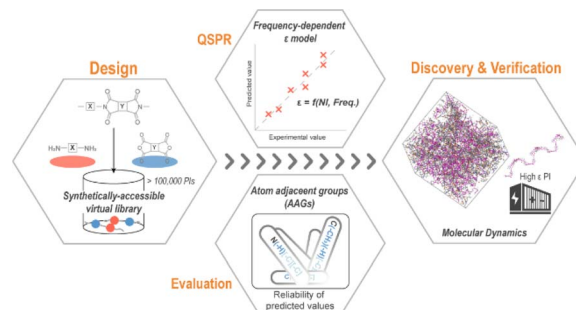 Design
—N
X
N
Y
N—
O
O
O
O
H₂N
X
NH₂
O
Y
O
O
O
> 100,000 PIs
Synthetically-accessible
virtual library
QSPR
Frequency-dependent
ε model
Predicted value
ε = f(NI, Freq.)
Experimental value
Evaluation
Atom adjacent groups
(AAGs)
Reliability of
predicted values
Discovery & Verification
High ε PI
Molecular Dynamics